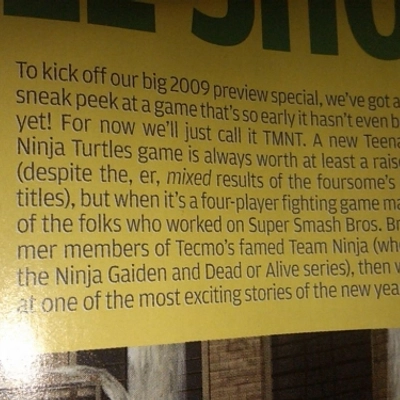 To kick off our big 2009 preview special, we've got a
sneak peek at a game that's so early it hasn't even b
yet! For now we'll just call it TMNT. A new Teena
Ninja Turtles game is always worth at least a rais
(despite the, er, mixed results of the foursome's
titles), but when it's a four-player fighting game ma
of the folks who worked on Super Smash Bros. Br
mer members of Tecmo's famed Team Ninja (who
the Ninja Gaiden and Dead or Alive series), then w
at one of the most exciting stories of the new yea